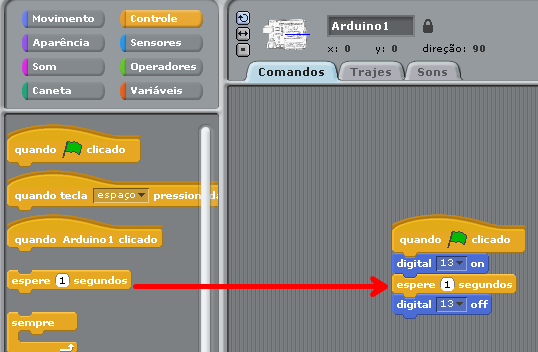 Movimento Controle
Aparência Sensores
Som Operadores
Caneta Variáveis
Arduino1
x: 0 y: 0 direção: 90
Comandos Trajes Sons
quando clicado
quando tecla espaço pressionada
quando Arduino1 clicado
espere 1 segundos
sempre
quando clicado
digital 13 on
espere 1 segundos
digital 13 off